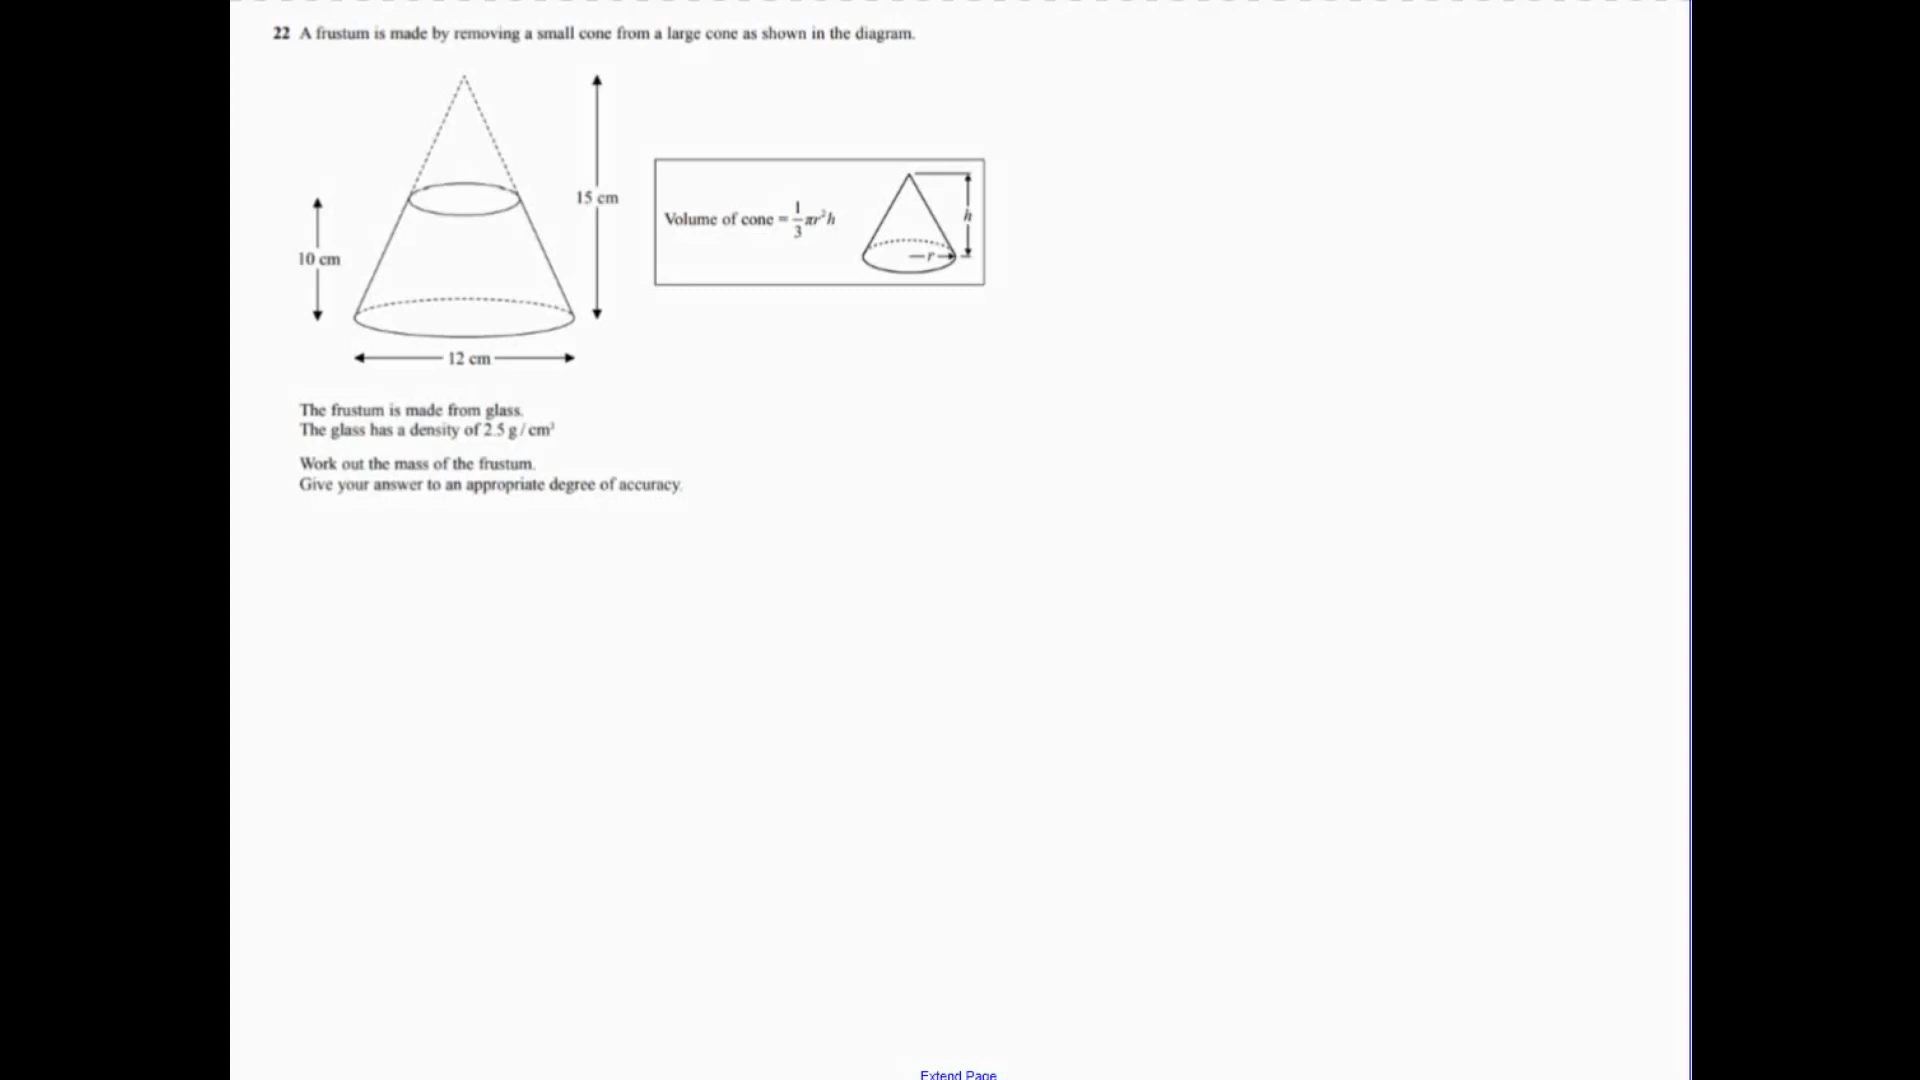 22 A frustum is made by removing a small cone from a large cone as shown in the diagram.
15 cm
10 cm
12 cm
Volume of cone = 1/3 πr²h
h
r
The frustum is made from glass.
The glass has a density of 2.5 g / cm³
Work out the mass of the frustum.
Give your answer to an appropriate degree of accuracy.
Extend Page